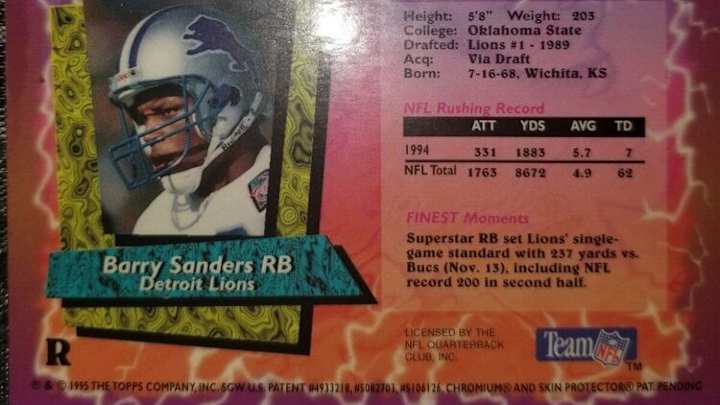 Height: 5'8" Weight: 203
College: Oklahoma State
Drafted: Lions #1 - 1989
Acq: Via Draft
Born: 7-16-68, Wichita, KS
NFL Rushing Record
ATT YDS AVG TD
1994 331 1883 5.7 7
NFL Total 1763 8672 4.9 62
FINEST Moments
Superstar RB set Lions' single-
game standard with 237 yards vs.
Bucs (Nov. 13), including NFL
record 200 in second half.
Barry Sanders RB
Detroit Lions
LICENSED BY THE
NFL QUARTERBACK
CLUB, INC.
Team NFL TM
R
® & © 1995 THE TOPPS COMPANY, INC. SGW U.S. PATENT #4933218, #5082703, #5106126. CHROMIUM® AND SKIN PROTECTOR® PAT. PENDING